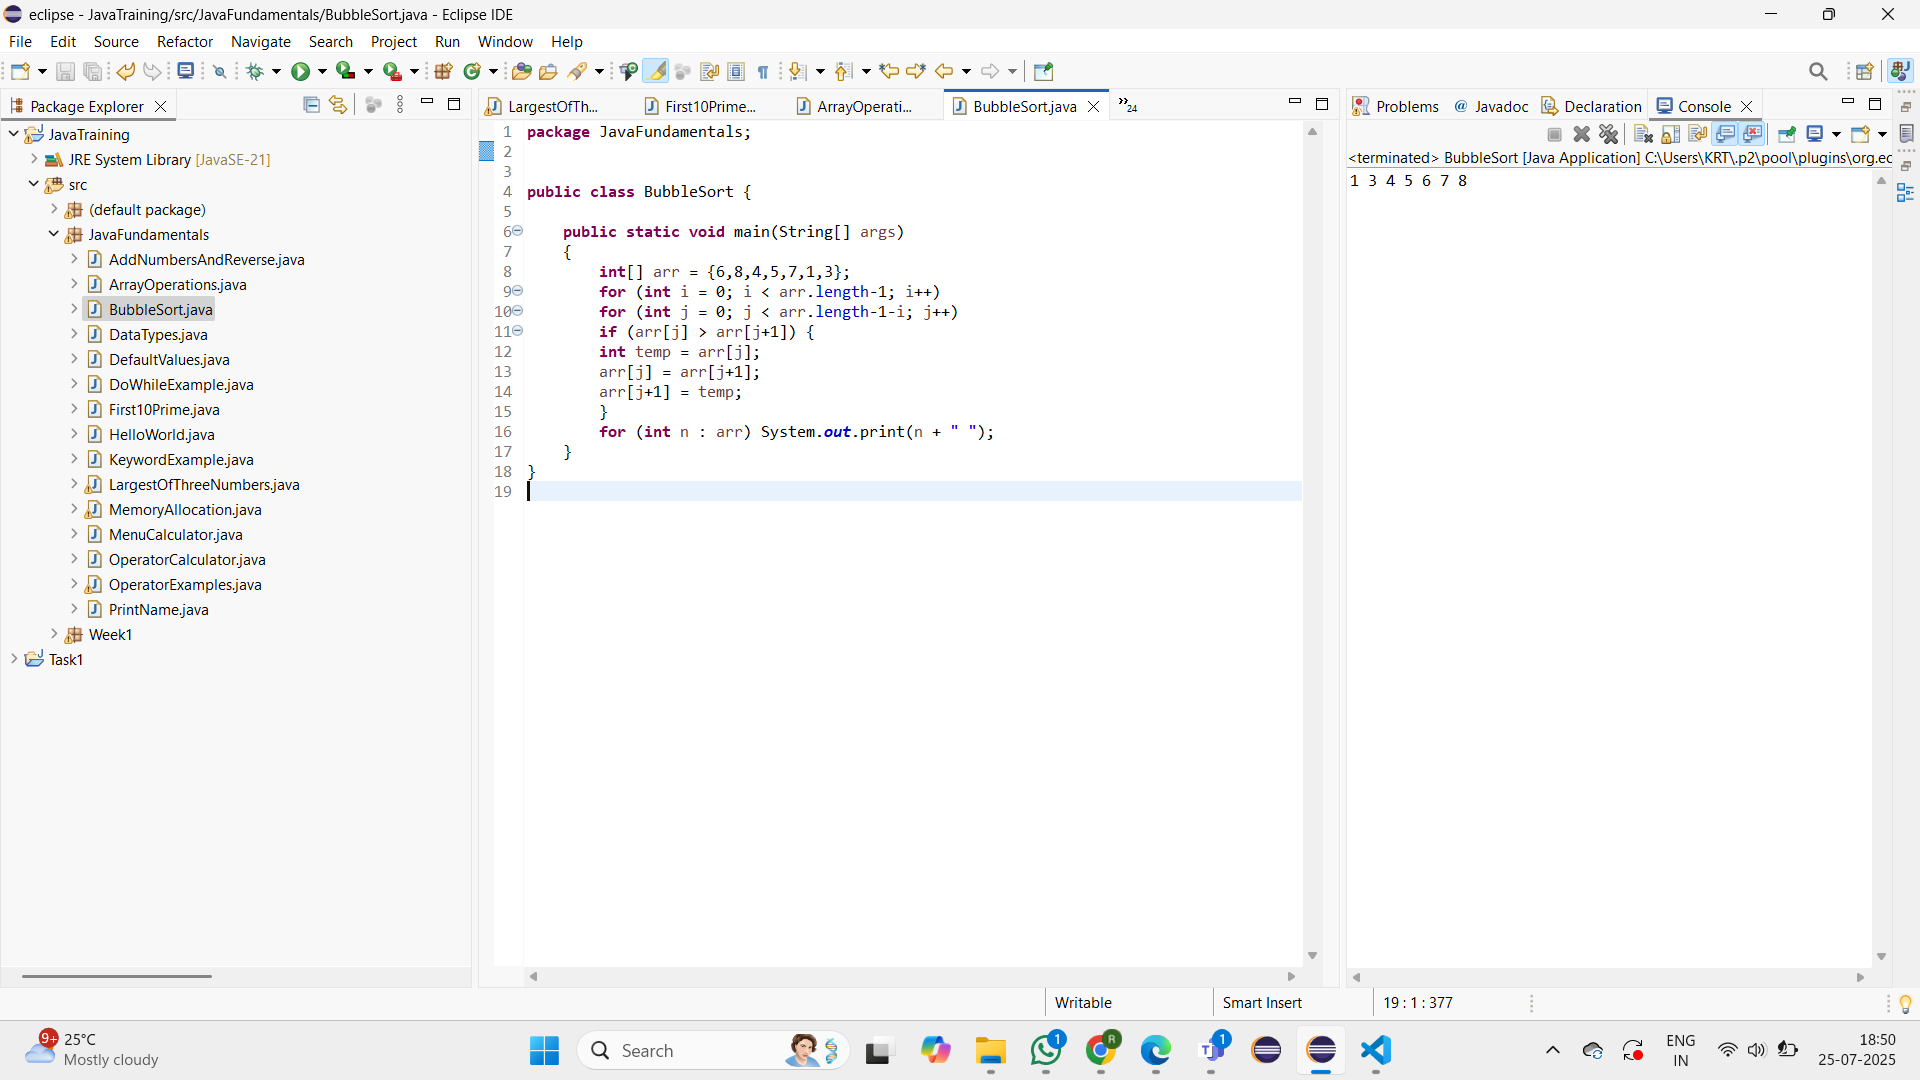 eclipse - JavaTraining/src/JavaFundamentals/BubbleSort.java - Eclipse IDE
File Edit Source Refactor Navigate Search Project Run Window Help
Package Explorer
JavaTraining
JRE System Library [JavaSE-21]
src
(default package)
JavaFundamentals
AddNumbersAndReverse.java
ArrayOperations.java
BubbleSort.java
DataTypes.java
DefaultValues.java
DoWhileExample.java
First10Prime.java
HelloWorld.java
KeywordExample.java
LargestOfThreeNumbers.java
MemoryAllocation.java
MenuCalculator.java
OperatorCalculator.java
OperatorExamples.java
PrintName.java
Week1
Task1
LargestOfTh... First10Prime... ArrayOperati... BubbleSort.java »24
1 package JavaFundamentals;
2
3
4 public class BubbleSort {
5
6 public static void main(String[] args)
7 {
8 int[] arr = {6,8,4,5,7,1,3};
9 for (int i = 0; i < arr.length-1; i++)
10 for (int j = 0; j < arr.length-1-i; j++)
11 if (arr[j] > arr[j+1]) {
12 int temp = arr[j];
13 arr[j] = arr[j+1];
14 arr[j+1] = temp;
15 }
16 for (int n : arr) System.out.print(n + " ");
17 }
18 }
19
Problems @ Javadoc Declaration Console
<terminated> BubbleSort [Java Application] C:\Users\KRT\.p2\pool\plugins\org.ec
1 3 4 5 6 7 8
Writable Smart Insert 19 : 1 : 377
9+ 25°C
Mostly cloudy
Search
1
R
1
ENG
IN
18:50
25-07-2025